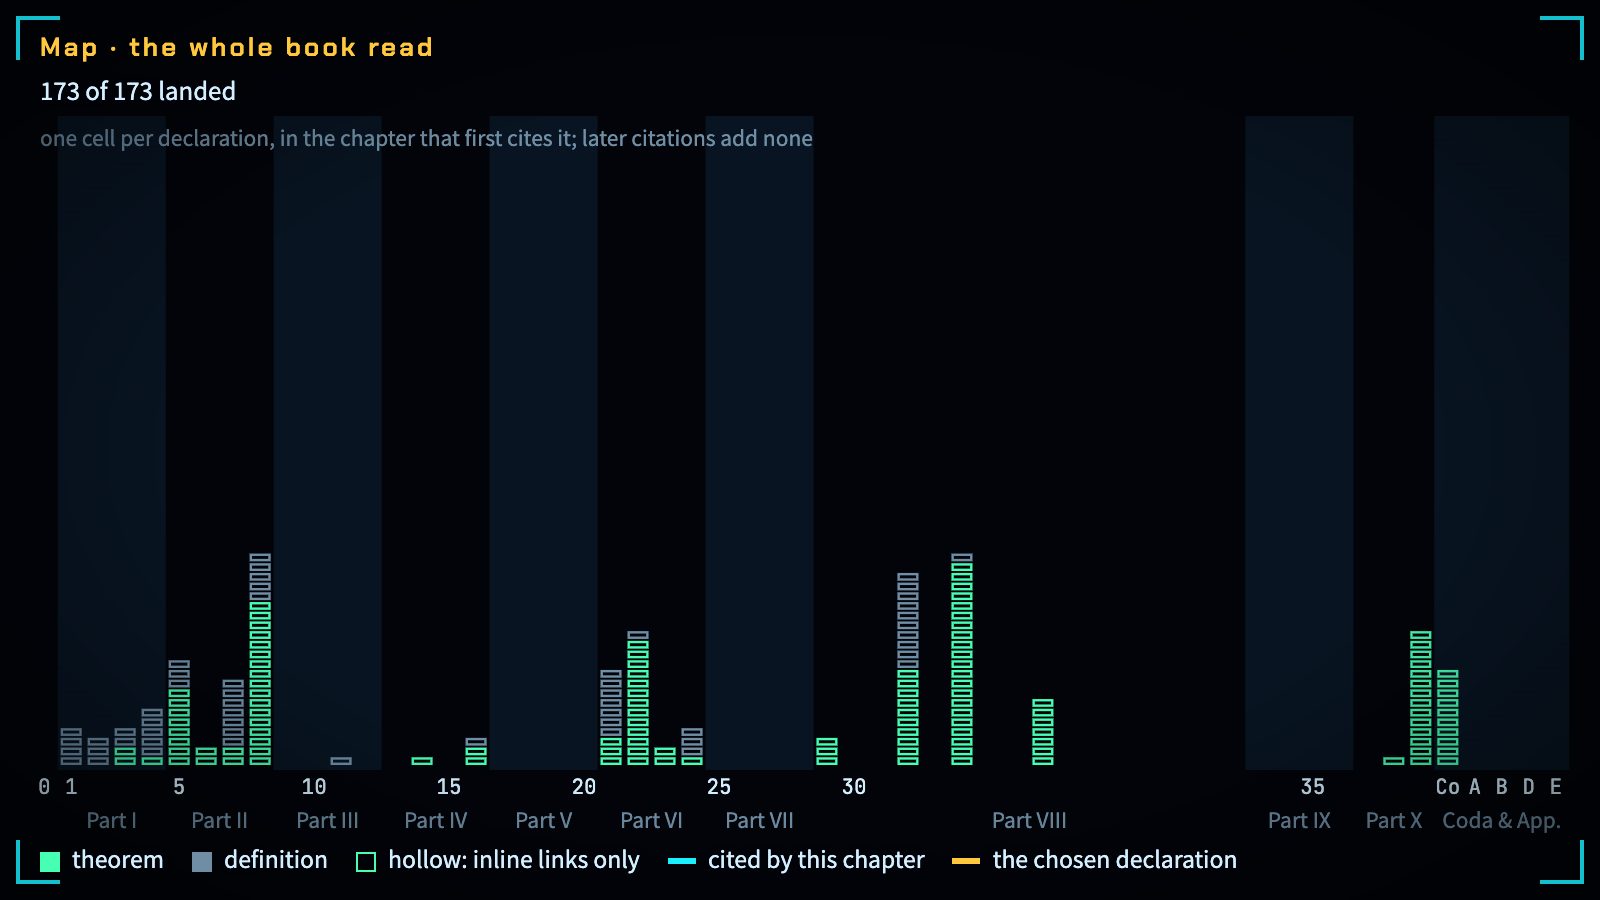 Map · the whole book read
173 of 173 landed
one cell per declaration, in the chapter that first cites it; later citations add none
0 1 5 10 15 20 25 30 35 Co A B D E
Part I Part II Part III Part IV Part V Part VI Part VII Part VIII Part IX Part X Coda & App.
theorem definition hollow: inline links only cited by this chapter the chosen declaration